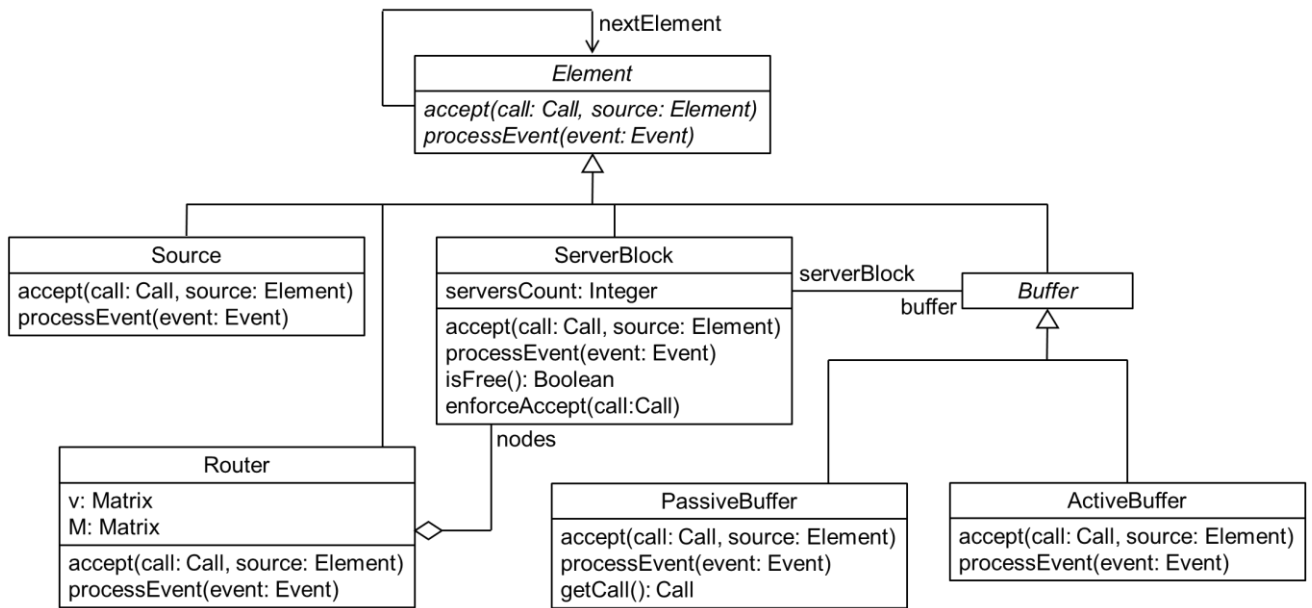 nextElement
Element
accept(call: Call, source: Element)
processEvent(event: Event)
Source
accept(call: Call, source: Element)
processEvent(event: Event)
ServerBlock
serversCount: Integer
accept(call: Call, source: Element)
processEvent(event: Event)
isFree(): Boolean
enforceAccept(call:Call)
serverBlock
buffer
Buffer
nodes
Router
v: Matrix
M: Matrix
accept(call: Call, source: Element)
processEvent(event: Event)
PassiveBuffer
accept(call: Call, source: Element)
processEvent(event: Event)
getCall(): Call
ActiveBuffer
accept(call: Call, source: Element)
processEvent(event: Event)